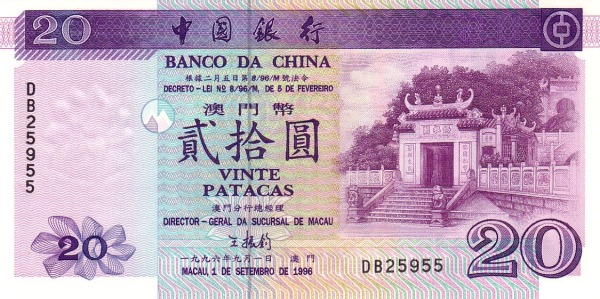 20
中國銀行
BANCO DA CHINA
根據二月五日第8/96/M號法令
DECRETO - LEI Nº 8/96/M, DE 5 DE FEVEREIRO
澳門幣
貳拾圓
VINTE
PATACAS
澳門分行總經理
DIRECTOR - GERAL DA SUCURSAL DE MACAU
王振鈞
一九九六年九月一日 澳門
MACAU, 1 DE SETEMBRO DE 1996
DB25955
20
DB25955
20